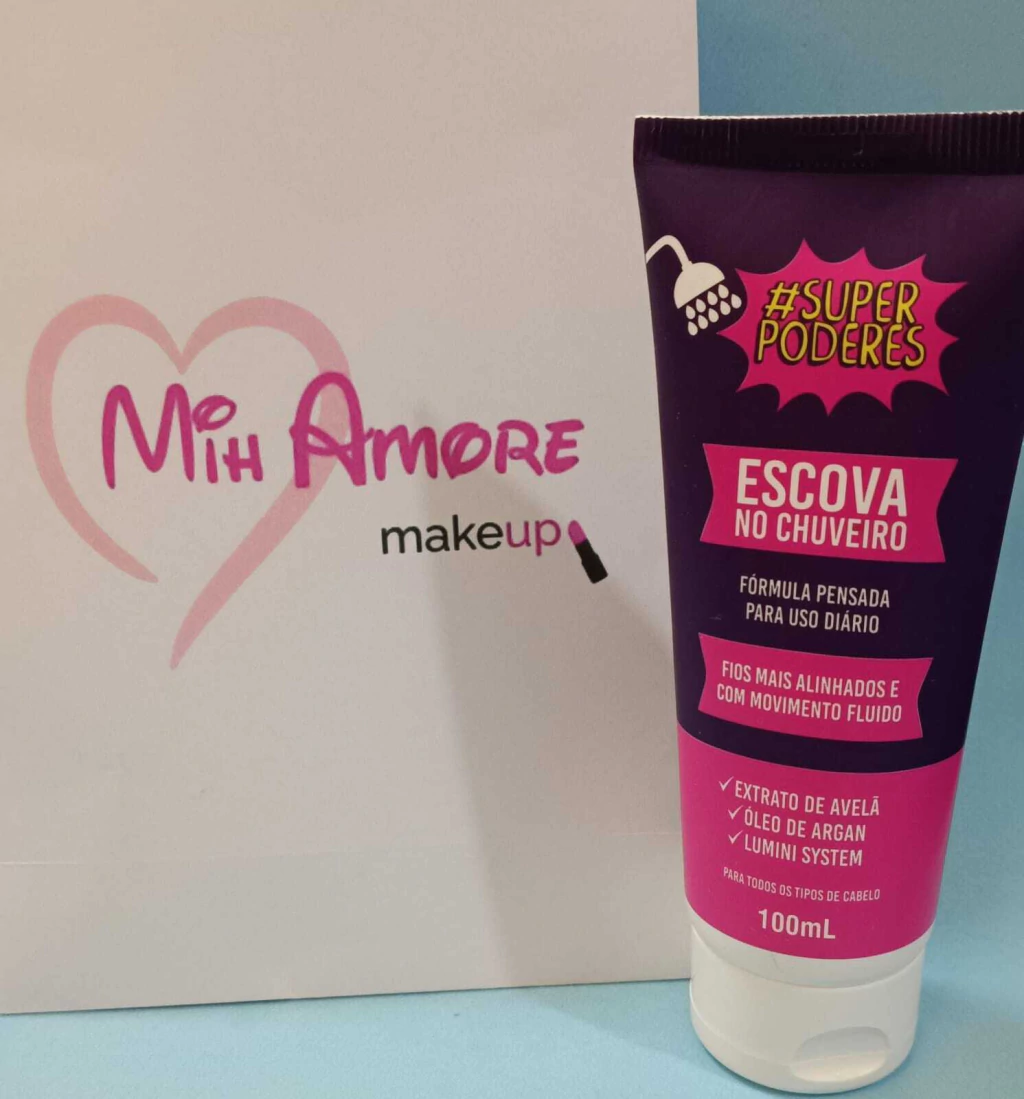 Mih Amore
makeup
#SUPER
PODERES
ESCOVA
NO CHUVEIRO
FÓRMULA PENSADA
PARA USO DIÁRIO
FIOS MAIS ALINHADOS E
COM MOVIMENTO FLUIDO
✓EXTRATO DE AVELÃ
✓ÓLEO DE ARGAN
✓LUMINI SYSTEM
PARA TODOS OS TIPOS DE CABELO
100mL